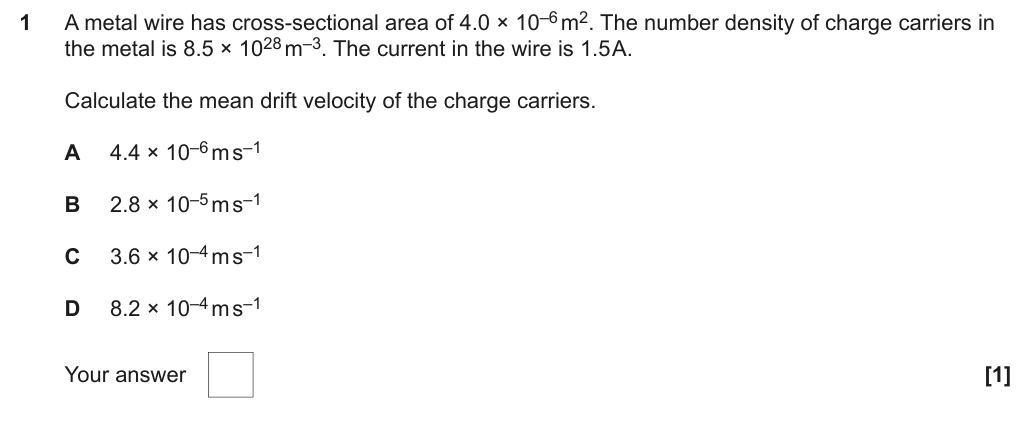 1 A metal wire has cross-sectional area of 4.0 × 10⁻⁶ m². The number density of charge carriers in
the metal is 8.5 × 10²⁸ m⁻³. The current in the wire is 1.5A.
Calculate the mean drift velocity of the charge carriers.
A 4.4 × 10⁻⁶ m s⁻¹
B 2.8 × 10⁻⁵ m s⁻¹
C 3.6 × 10⁻⁴ m s⁻¹
D 8.2 × 10⁻⁴ m s⁻¹
Your answer [1]